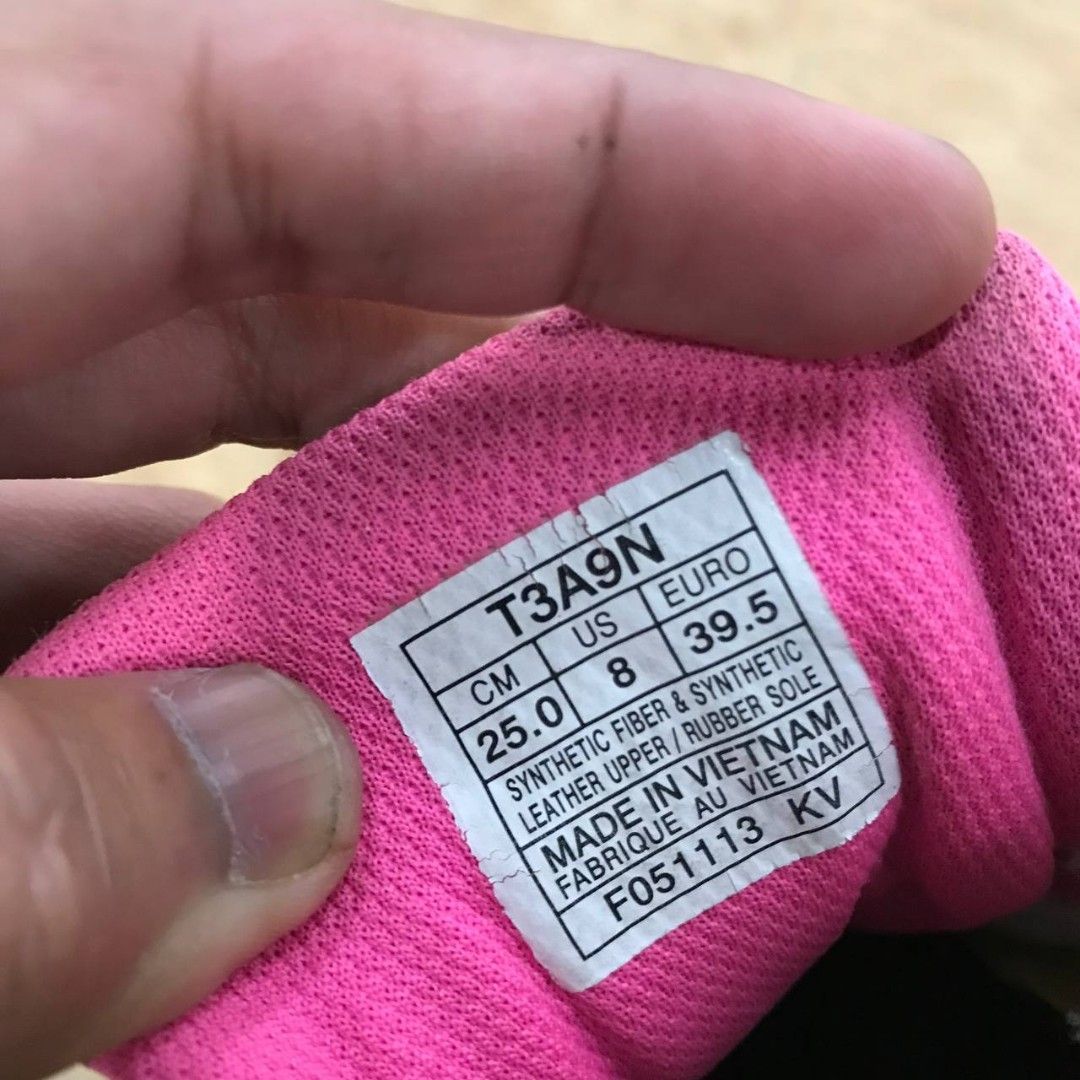 T3A9N
CM US EURO
25.0 8 39.5
SYNTHETIC FIBER & SYNTHETIC
LEATHER UPPER / RUBBER SOLE
MADE IN VIETNAM
FABRIQUE AU VIETNAM
F051113 KV